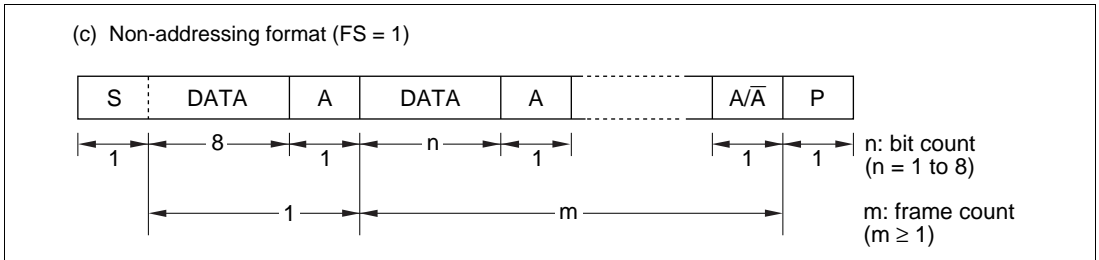 (c) Non-addressing format (FS = 1)
S DATA A DATA A A/A̅ P
1 8 1 n 1 1 1
n: bit count
(n = 1 to 8)
1 m
m: frame count
(m ≥ 1)